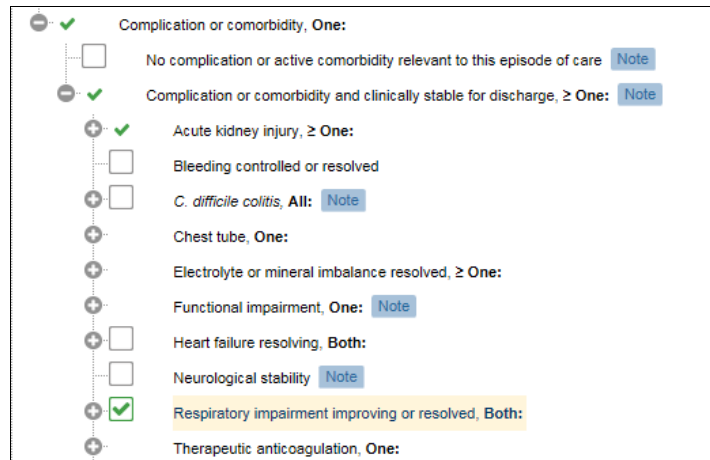 Complication or comorbidity, One:
No complication or active comorbidity relevant to this episode of care Note
Complication or comorbidity and clinically stable for discharge, ≥ One: Note
Acute kidney injury, ≥ One:
Bleeding controlled or resolved
C. difficile colitis, All: Note
Chest tube, One:
Electrolyte or mineral imbalance resolved, ≥ One:
Functional impairment, One: Note
Heart failure resolving, Both:
Neurological stability Note
Respiratory impairment improving or resolved, Both:
Therapeutic anticoagulation, One: